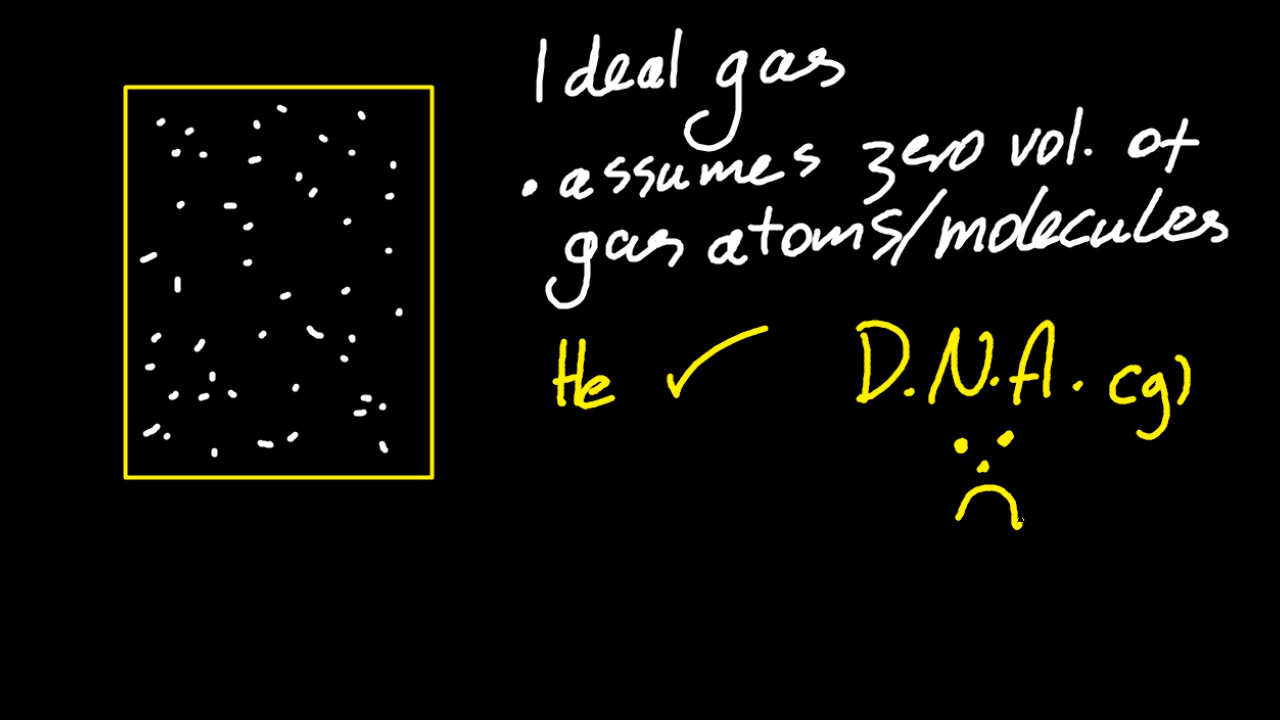 Ideal gas
• assumes zero vol. of
gas atoms/molecules
He ✓ D.N.A. (g)